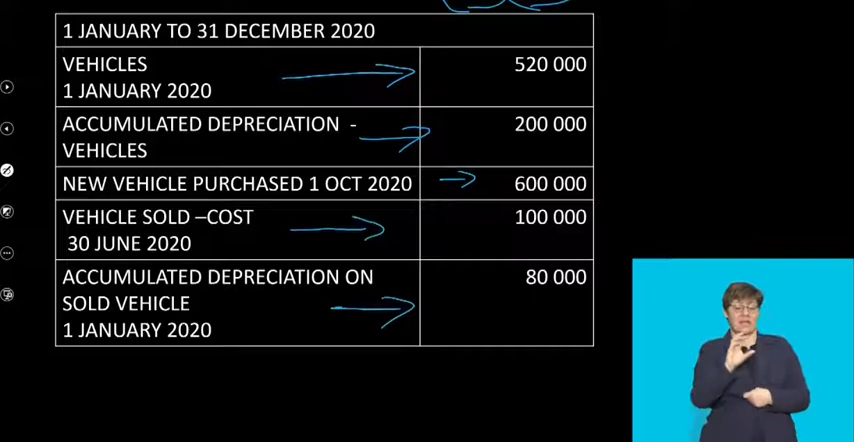 1 JANUARY TO 31 DECEMBER 2020
VEHICLES
1 JANUARY 2020
520 000
ACCUMULATED DEPRECIATION -
VEHICLES
200 000
NEW VEHICLE PURCHASED 1 OCT 2020
600 000
VEHICLE SOLD –COST
30 JUNE 2020
100 000
ACCUMULATED DEPRECIATION ON
SOLD VEHICLE
1 JANUARY 2020
80 000